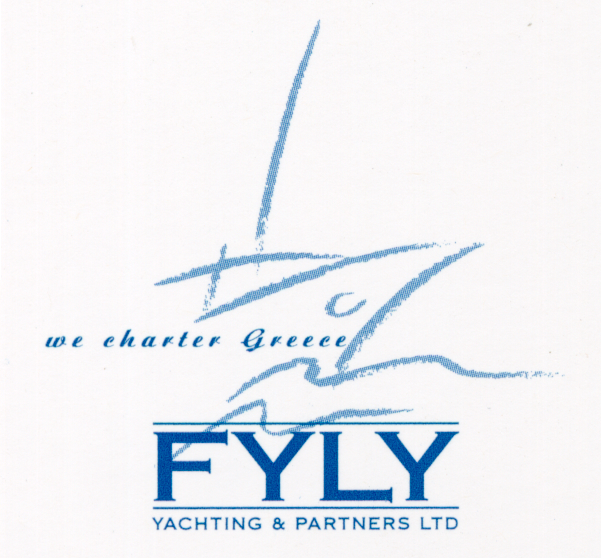 we charter Greece
FYLY
YACHTING & PARTNERS LTD